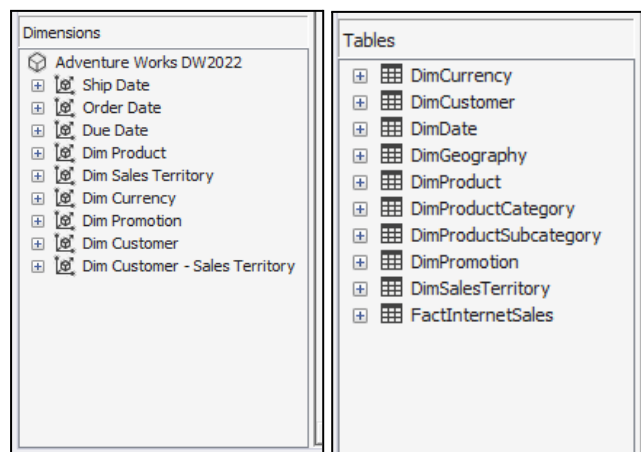 Dimensions
Adventure Works DW2022
Ship Date
Order Date
Due Date
Dim Product
Dim Sales Territory
Dim Currency
Dim Promotion
Dim Customer
Dim Customer - Sales Territory
Tables
DimCurrency
DimCustomer
DimDate
DimGeography
DimProduct
DimProductCategory
DimProductSubcategory
DimPromotion
DimSalesTerritory
FactInternetSales